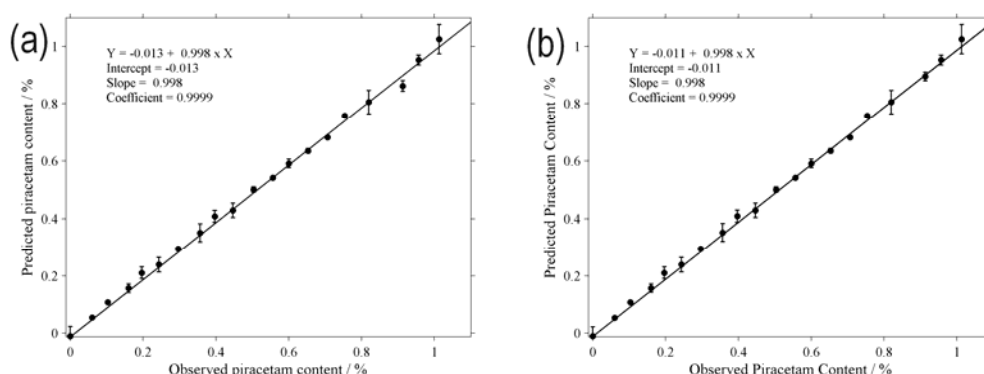 (a)
Y = -0.013 + 0.998 x X
Intercept = -0.013
Slope = 0.998
Coefficient = 0.9999
Predicted piracetam content / %
1
0.8
0.6
0.4
0.2
0
0 0.2 0.4 0.6 0.8 1
Observed piracetam content / %
(b)
Y = -0.011 + 0.998 x X
Intercept = -0.011
Slope = 0.998
Coefficient = 0.9999
Predicted Piracetam Content / %
1
0.8
0.6
0.4
0.2
0
0 0.2 0.4 0.6 0.8 1
Observed Piracetam Content / %